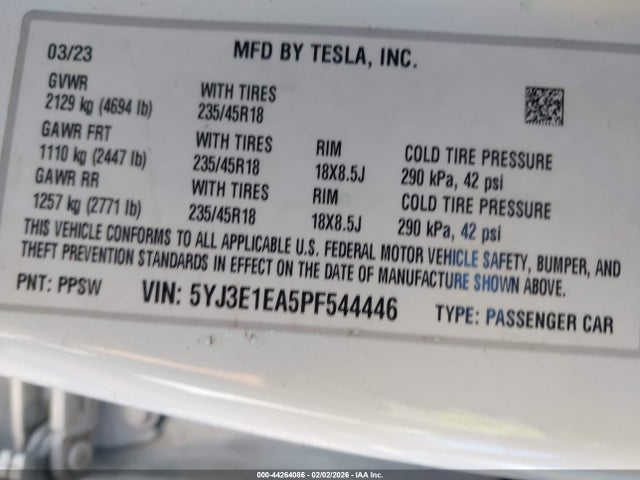 03/23 MFD BY TESLA, INC.
GVWR
2129 kg (4694 lb) WITH TIRES
235/45R18
GAWR FRT
1110 kg (2447 lb) WITH TIRES
235/45R18 RIM
18X8.5J COLD TIRE PRESSURE
290 kPa, 42 psi
GAWR RR
1257 kg (2771 lb) WITH TIRES
235/45R18 RIM
18X8.5J COLD TIRE PRESSURE
290 kPa, 42 psi
THIS VEHICLE CONFORMS TO ALL APPLICABLE U.S. FEDERAL MOTOR VEHICLE SAFETY, BUMPER, AND
THEFT PREVENTION STANDARDS IN EFFECT ON THE DATE OF MANUFACTURE SHOWN ABOVE.
PNT: PPSW VIN: 5YJ3E1EA5PF544446 TYPE: PASSENGER CAR
000-44264086 - 02/02/2026 - IAA Inc.